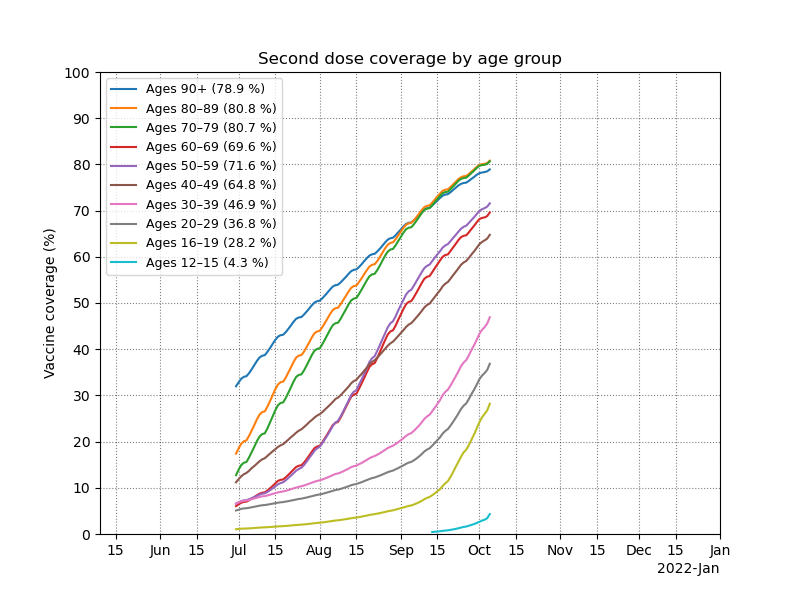 Second dose coverage by age group
Vaccine coverage (%)
100
90
80
70
60
50
40
30
20
10
0
Ages 90+ (78.9 %)
Ages 80–89 (80.8 %)
Ages 70–79 (80.7 %)
Ages 60–69 (69.6 %)
Ages 50–59 (71.6 %)
Ages 40–49 (64.8 %)
Ages 30–39 (46.9 %)
Ages 20–29 (36.8 %)
Ages 16–19 (28.2 %)
Ages 12–15 (4.3 %)
15 Jun 15 Jul 15 Aug 15 Sep 15 Oct 15 Nov 15 Dec 15 Jan
2022-Jan